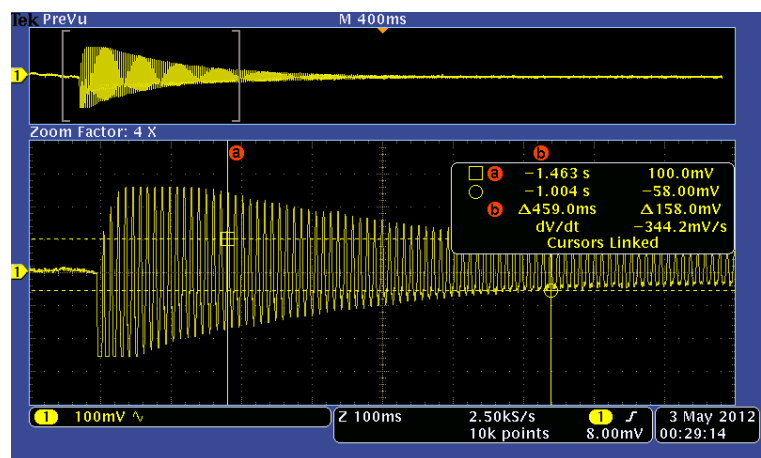 Tek PreVu M 400ms
1
Zoom Factor: 4 X
a b
a −1.463 s 100.0mV
−1.004 s −58.00mV
b Δ459.0ms Δ158.0mV
dV/dt −344.2mV/s
Cursors Linked
1
1 100mV ∿ Z 100ms 2.50kS/s 1 ƒ 3 May 2012
10k points 8.00mV 00:29:14